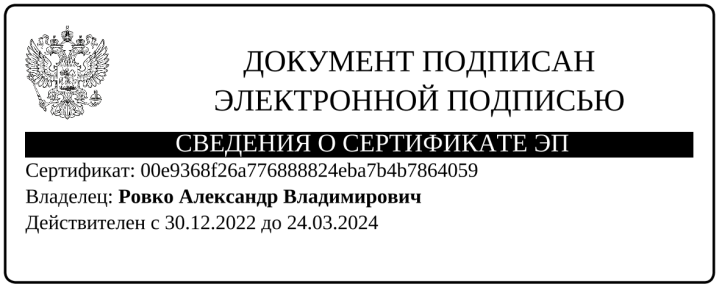 ДОКУМЕНТ ПОДПИСАН
ЭЛЕКТРОННОЙ ПОДПИСЬЮ
СВЕДЕНИЯ О СЕРТИФИКАТЕ ЭП
Сертификат: 00e9368f26a776888824eba7b4b7864059
Владелец: Ровко Александр Владимирович
Действителен с 30.12.2022 до 24.03.2024